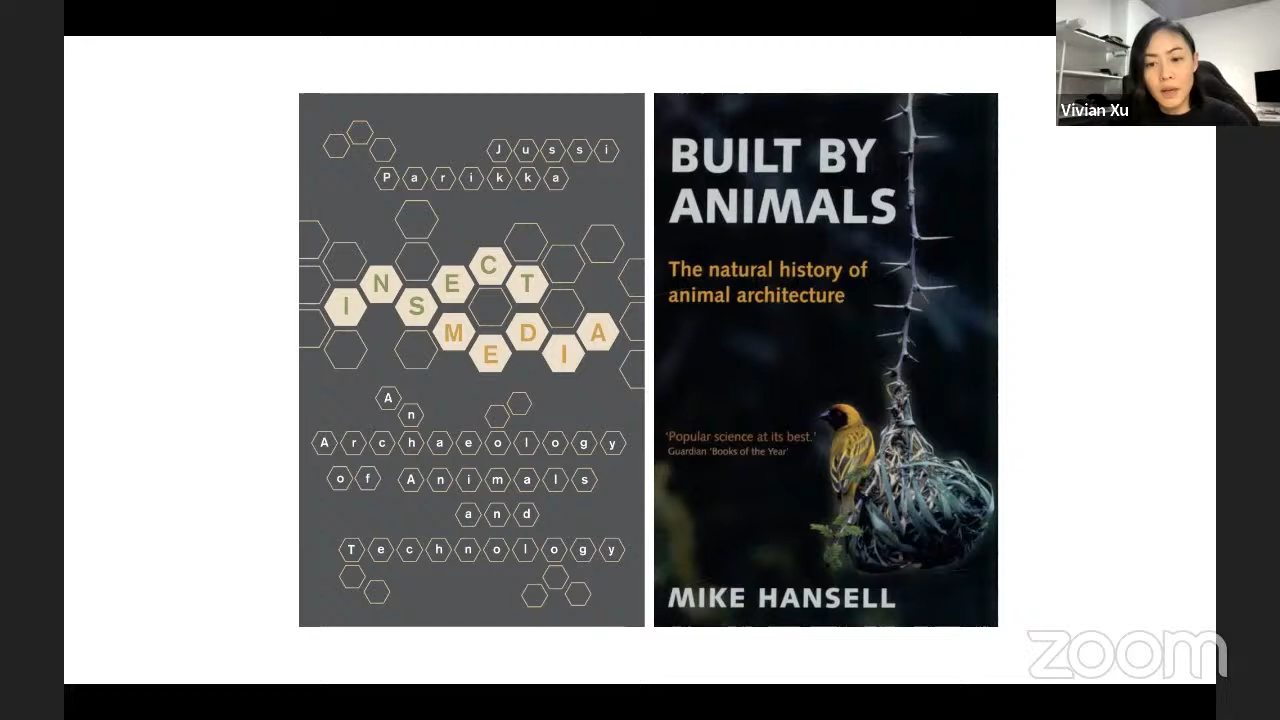 Jussi
Parikka
INSECT
MEDIA
An
Archaeology
of Animals
and
Technology
BUILT BY
ANIMALS
The natural history of
animal architecture
'Popular science at its best.'
Guardian 'Books of the Year'
MIKE HANSELL
Vivian Xu
zoom